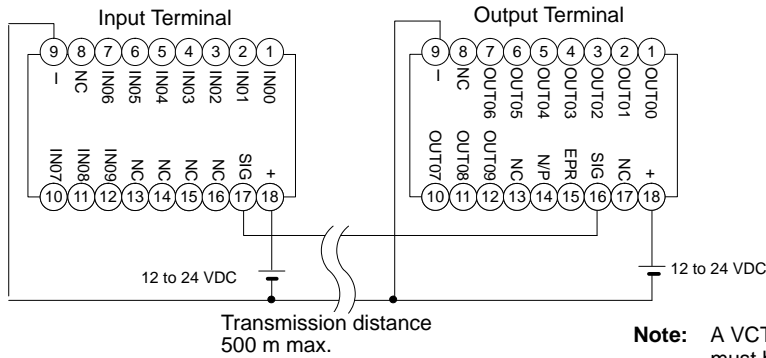 Input Terminal
9 8 7 6 5 4 3 2 1
– NC IN06 IN05 IN04 IN03 IN02 IN01 IN00
IN07 IN08 IN09 NC NC NC NC SIG +
10 11 12 13 14 15 16 17 18
12 to 24 VDC
Output Terminal
9 8 7 6 5 4 3 2 1
– NC OUT06 OUT05 OUT04 OUT03 OUT02 OUT01 OUT00
OUT07 OUT08 OUT09 NC N/P EPR SIG NC +
10 11 12 13 14 15 16 17 18
12 to 24 VDC
Transmission distance
500 m max.
Note: A VCT